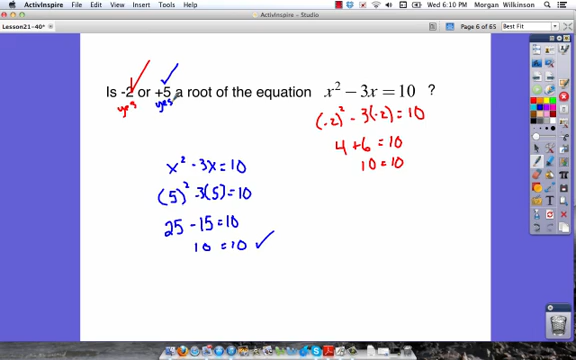 ActivInspire File Edit View Insert Tools Help
Wed 6:10 PM Morgan Wilkinson
ActivInspire - Studio
Lesson21-40*
Page 6 of 65 Best Fit
Is -2 or +5 a root of the equation x² − 3x = 10 ?
yes yes
(-2)² - 3(-2) = 10
4 + 6 = 10
10 = 10
x² - 3x = 10
(5)² - 3(5) = 10
25 - 15 = 10
10 = 10 ✓